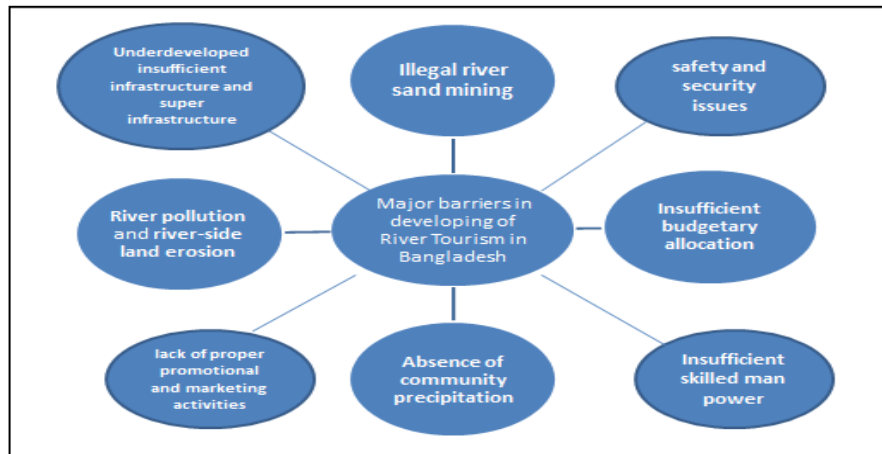 Underdeveloped
insufficient
infrastructure and
super
infrastructure
Illegal river
sand mining
safety and
security
issues
River pollution
and river-side
land erosion
Major barriers in
developing of
River Tourism in
Bangladesh
Insufficient
budgetary
allocation
lack of proper
promotional
and marketing
activities
Absence of
community
precipitation
Insufficient
skilled man
power